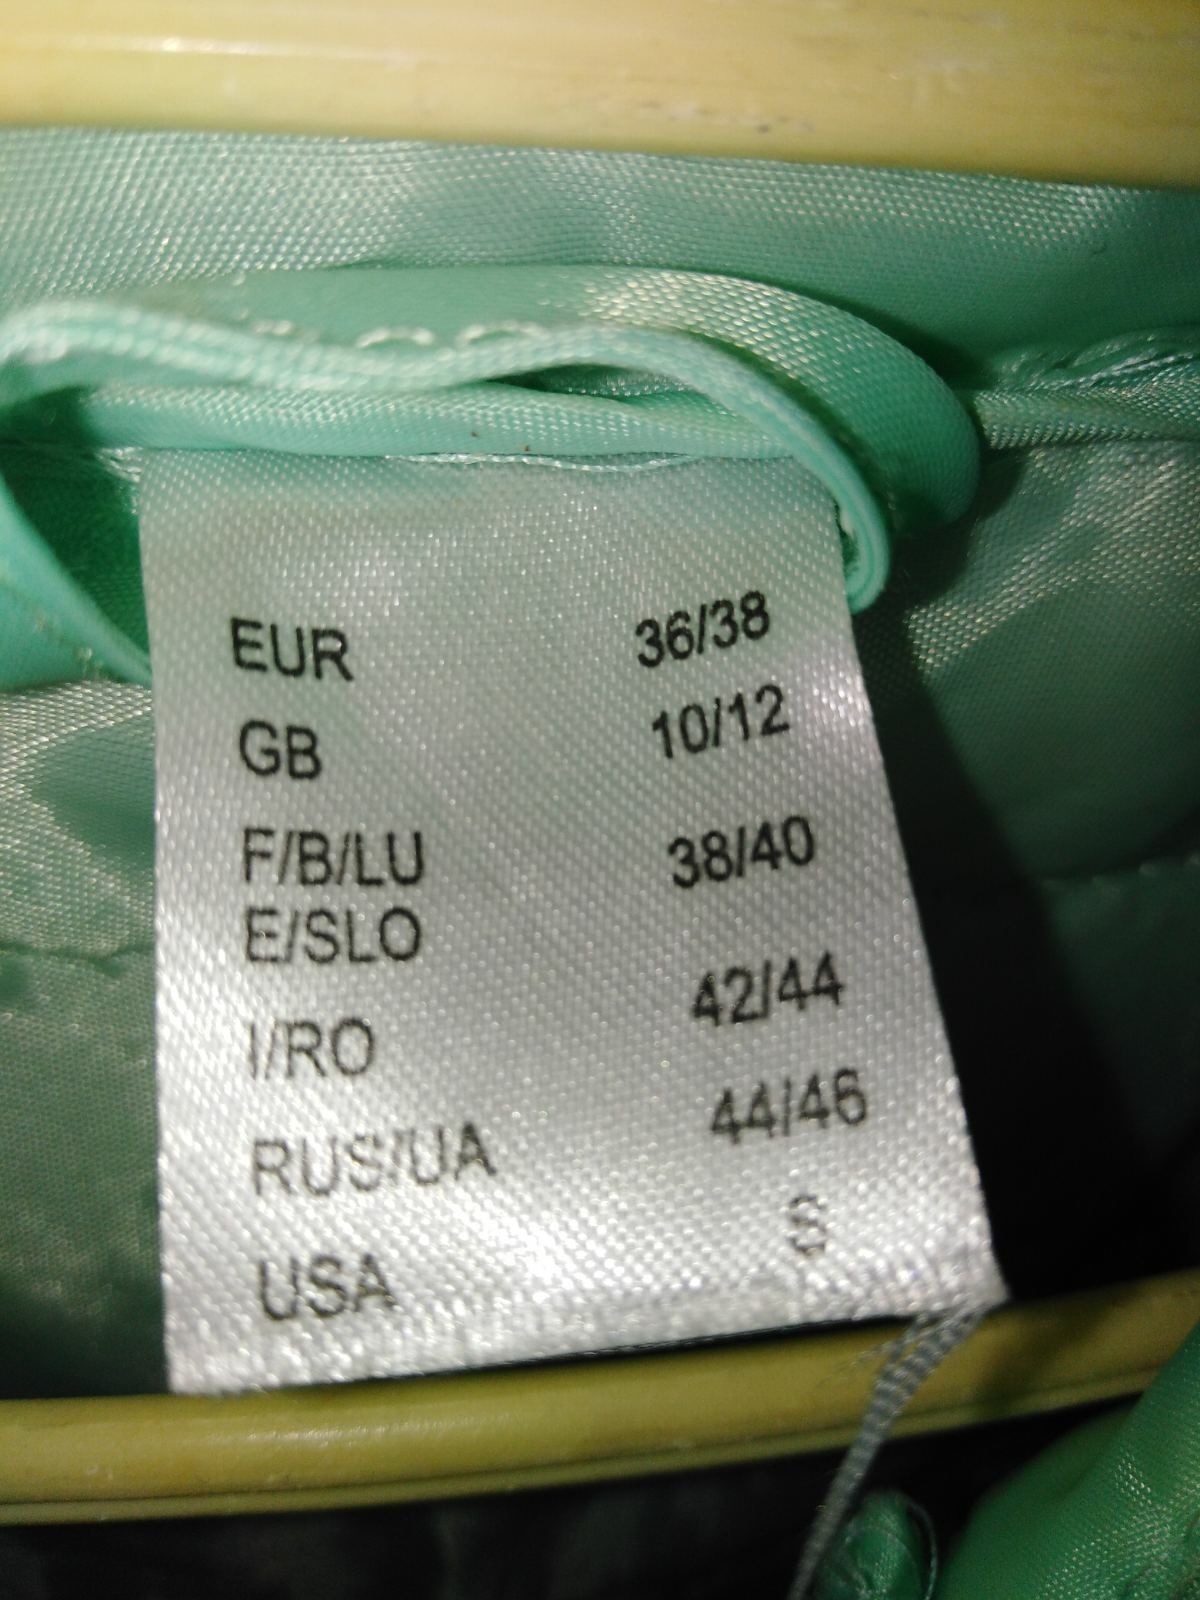 EUR 36/38
GB 10/12
F/B/LU 38/40
E/SLO
I/RO 42/44
RUS/UA 44/46
USA S